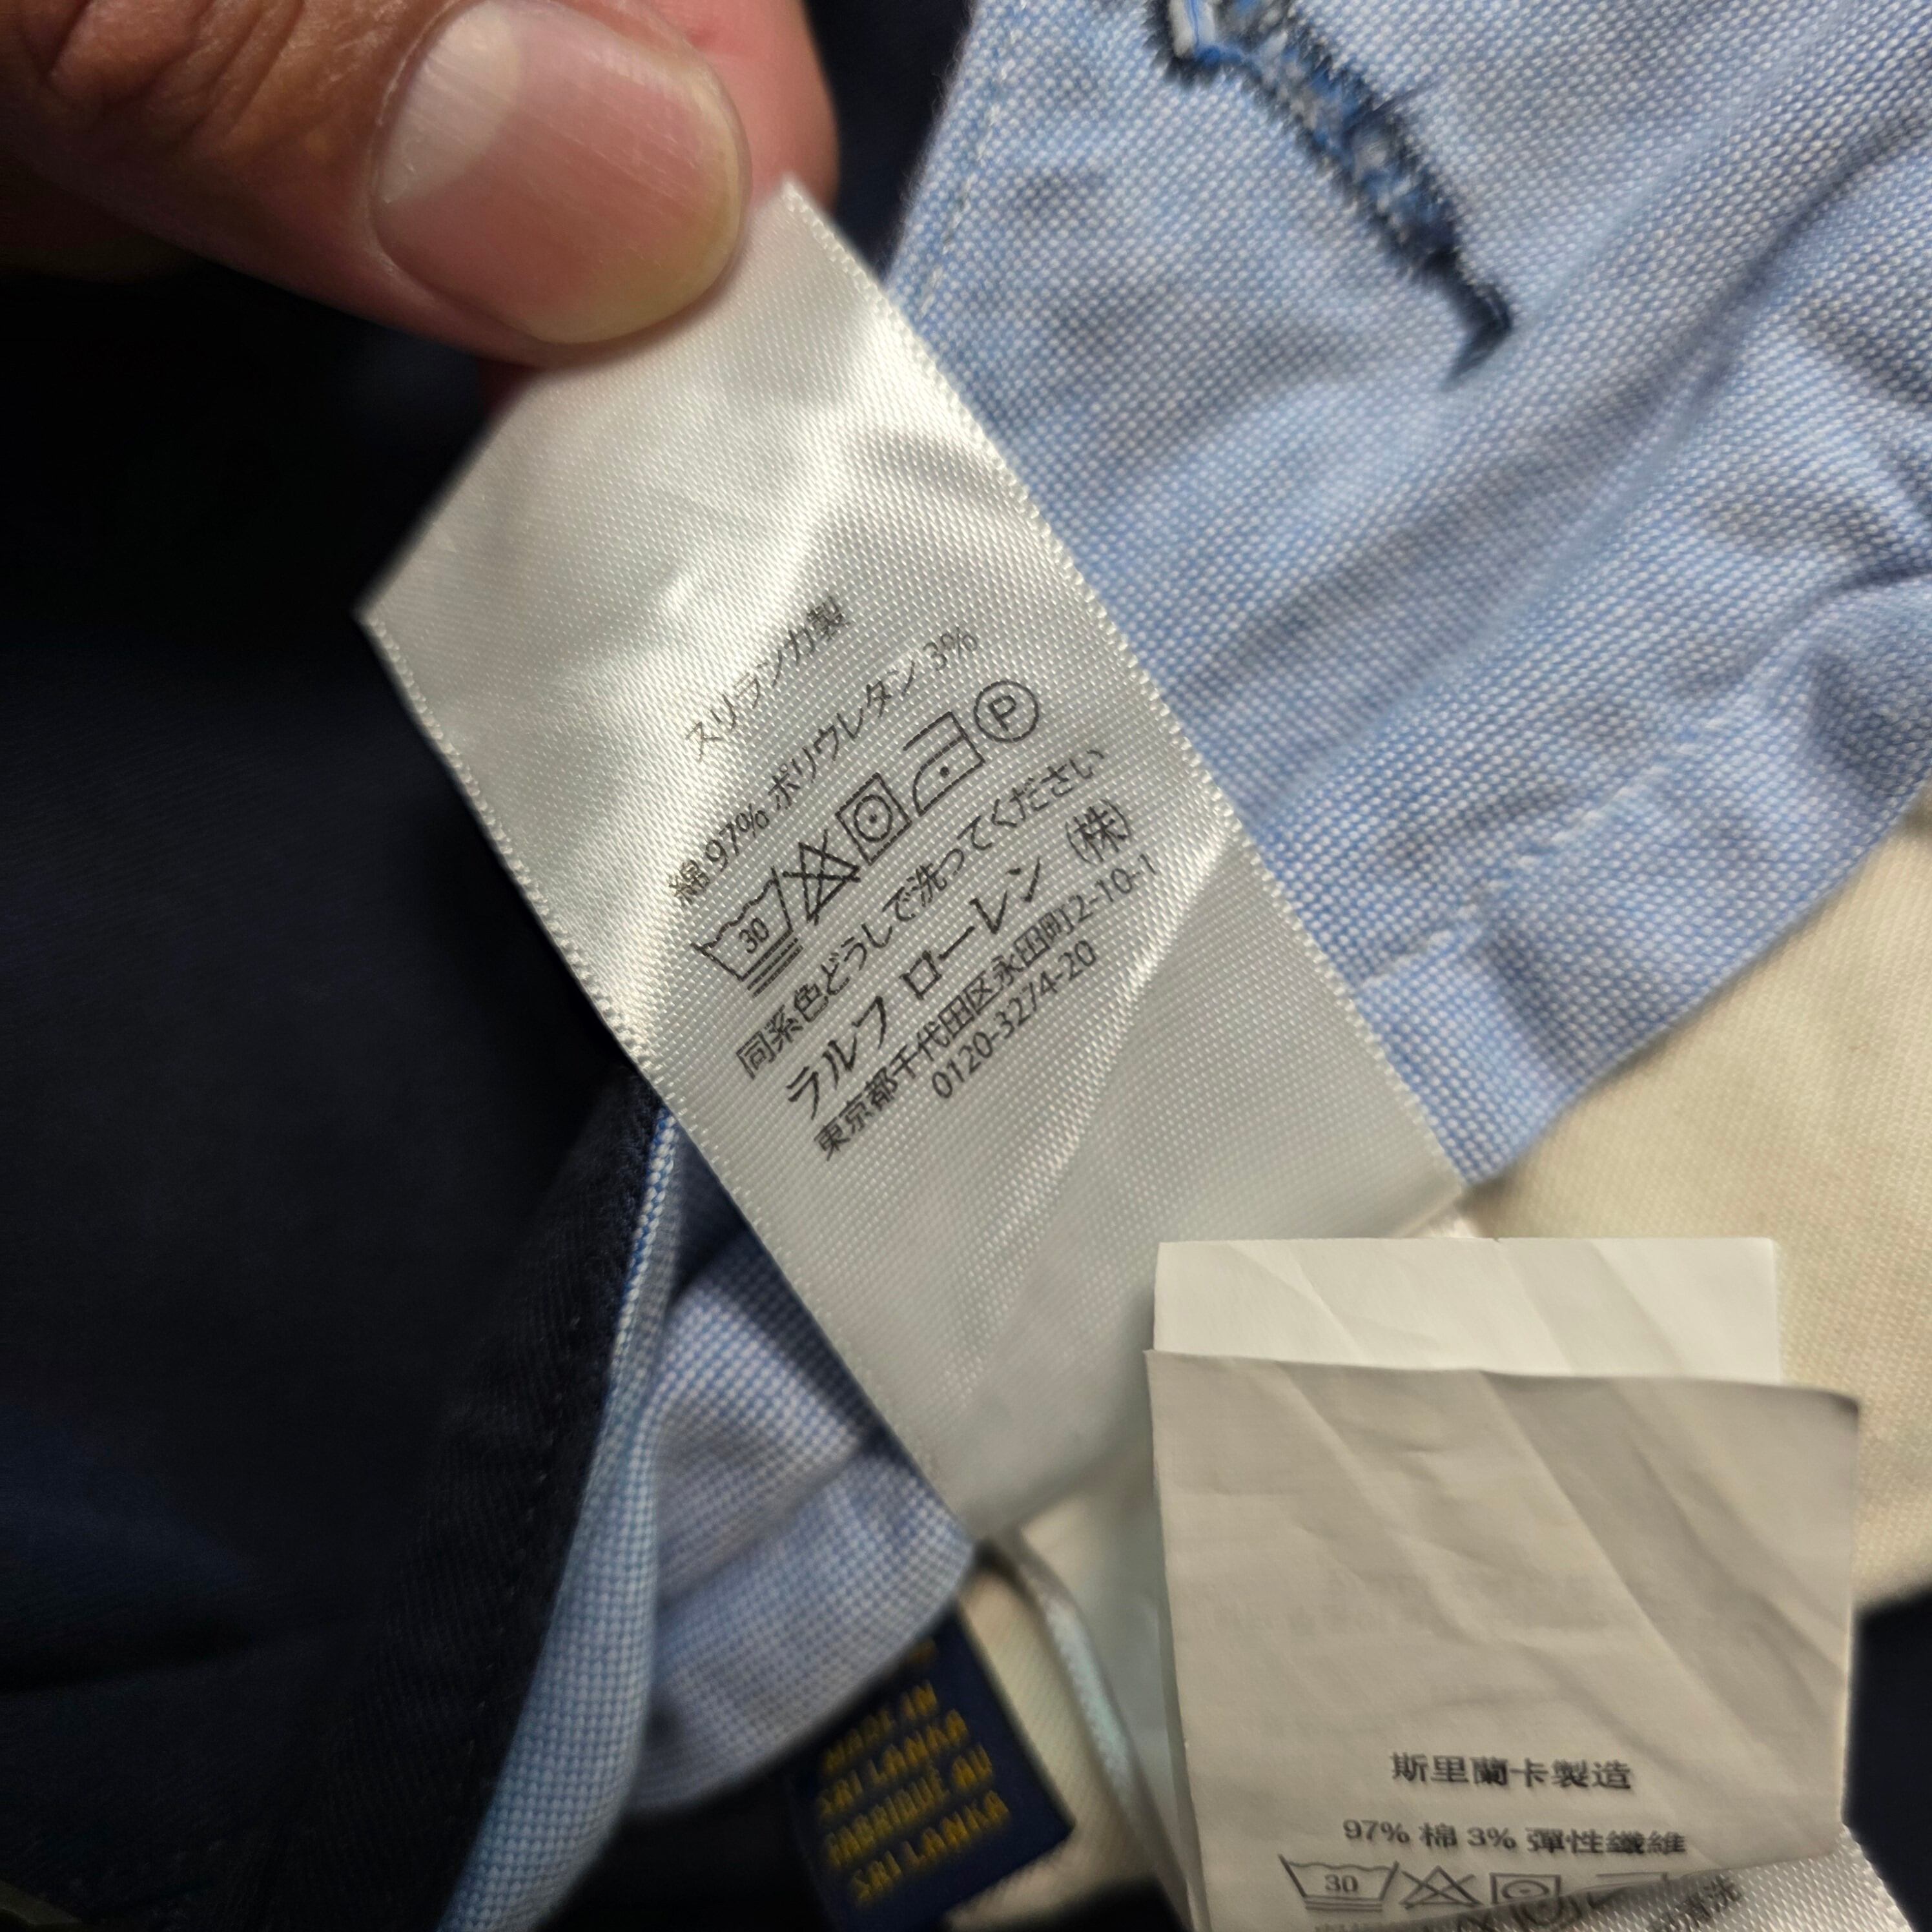 スリランカ製
綿 97% ポリウレタン 3%
30
P
同系色どうしで洗ってください
ラルフ ローレン (株)
東京都千代田区永田町2-10-1
0120-3274-20
MADE IN
SRI LANKA
FABRIQUÉ AU
SRI LANKA
斯里蘭卡製造
97% 棉 3% 彈性纖維
30